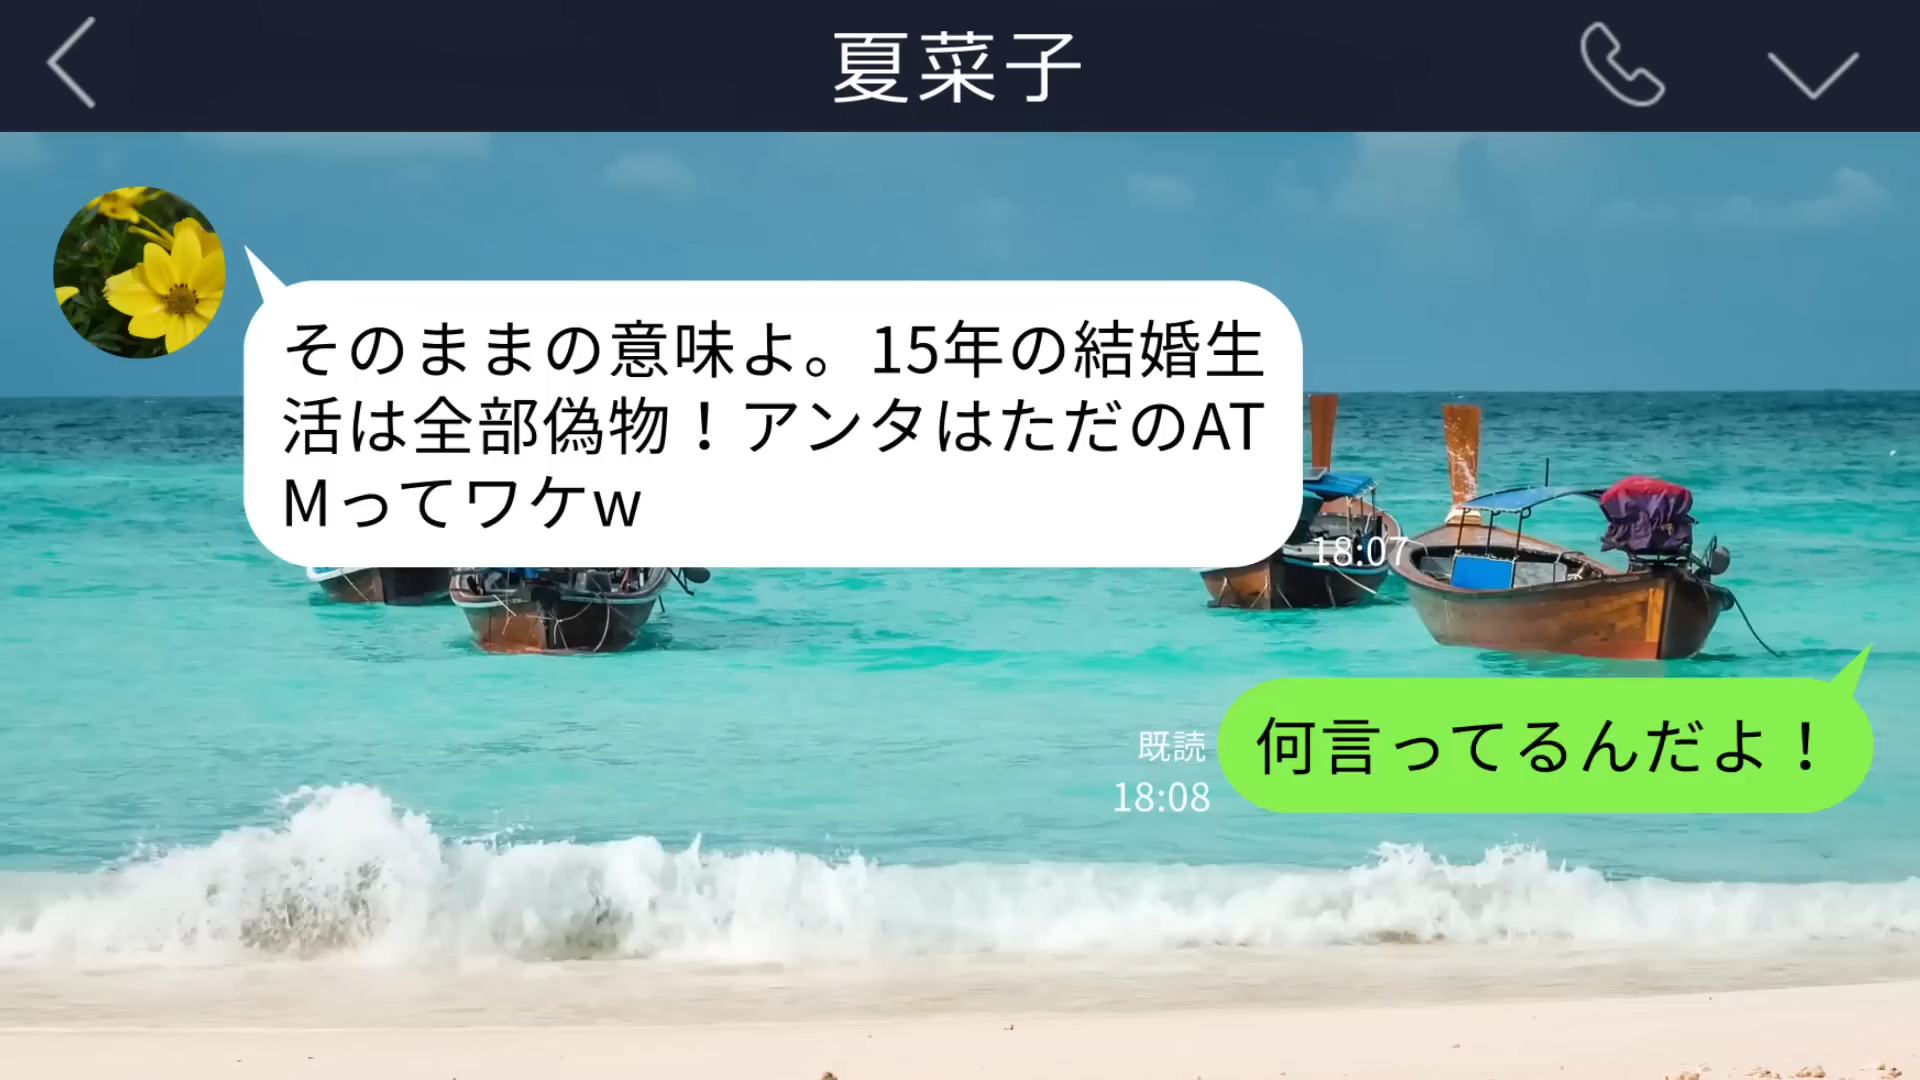 夏菜子
そのままの意味よ。15年の結婚生
活は全部偽物！アンタはただのAT
Mってワケw
18:07
何言ってるんだよ！
既読
18:08